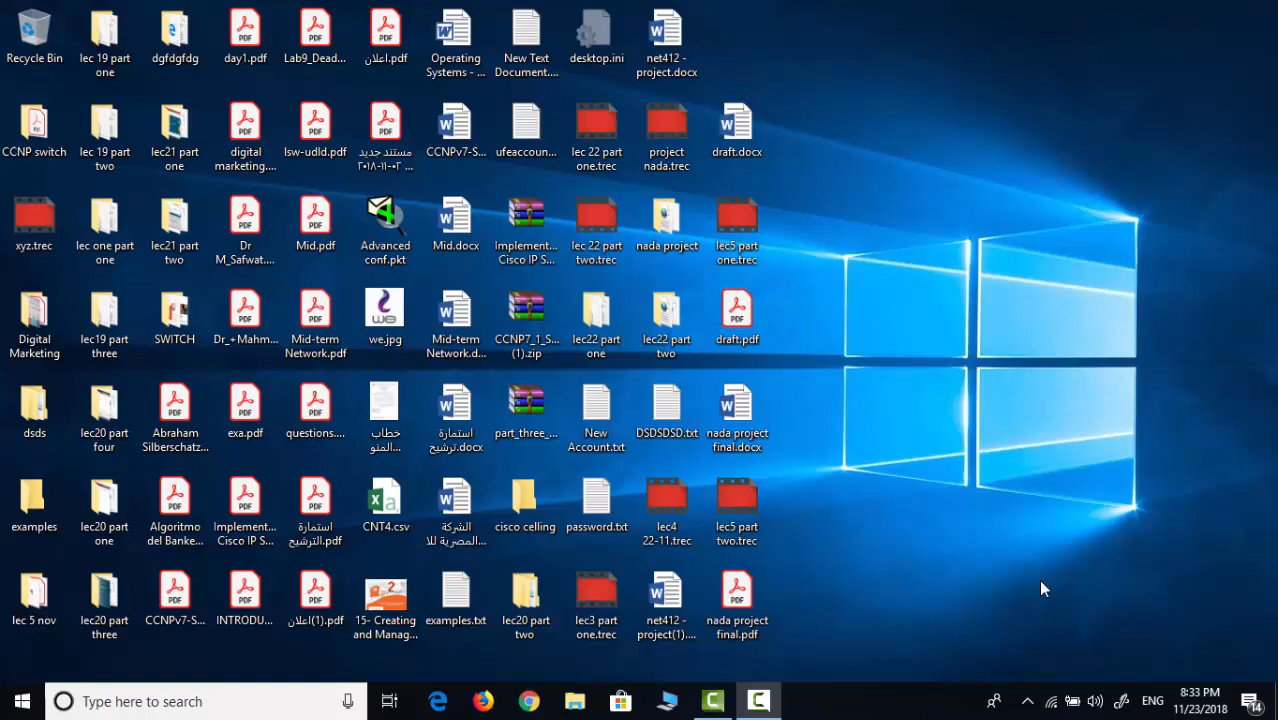 Recycle Bin
lec 19 part
one
dgfdgfdg
day1.pdf
Lab9_Dead...
اعلان.pdf
Operating
Systems - ...
New Text
Document....
desktop.ini
net412 -
project.docx
CCNP switch
lec 19 part
two
lec21 part
one
digital
marketing....
lsw-udld.pdf
مستند جديد
٢٠١٨-١١-٠٢ ...
CCNPv7-S...
ufeaccoun...
lec 22 part
one.trec
project
nada.trec
draft.docx
xyz.trec
lec one part
one
lec21 part
two
Dr
M_Safwat....
Mid.pdf
Advanced
conf.pkt
Mid.docx
Implement...
Cisco IP S...
lec 22 part
two.trec
nada project
lec5 part
one.trec
Digital
Marketing
lec19 part
three
SWITCH
Dr_+Mahm...
Mid-term
Network.pdf
we
we.jpg
Mid-term
Network.d...
CCNP7_1_S...
(1).zip
lec22 part
one
lec22 part
two
draft.pdf
dsds
lec20 part
four
Abraham
Silberschatz...
exa.pdf
questions....
خطاب
المنو...
استمارة
ترشيح.docx
part_three_...
New
Account.txt
DSDSDSD.txt
nada project
final.docx
examples
lec20 part
one
Algoritmo
del Banke...
Implement...
Cisco IP S...
استمارة
الترشيح.pdf
CNT4.csv
الشركة
المصرية للا...
cisco celling
password.txt
lec4
22-11.trec
lec5 part
two.trec
lec 5 nov
lec20 part
three
CCNPv7-S...
INTRODU...
اعلان(1).pdf
15- Creating
and Manag...
examples.txt
lec20 part
two
lec3 part
one.trec
net412 -
project(1)....
nada project
final.pdf
Type here to search
ENG
8:33 PM
11/23/2018
14